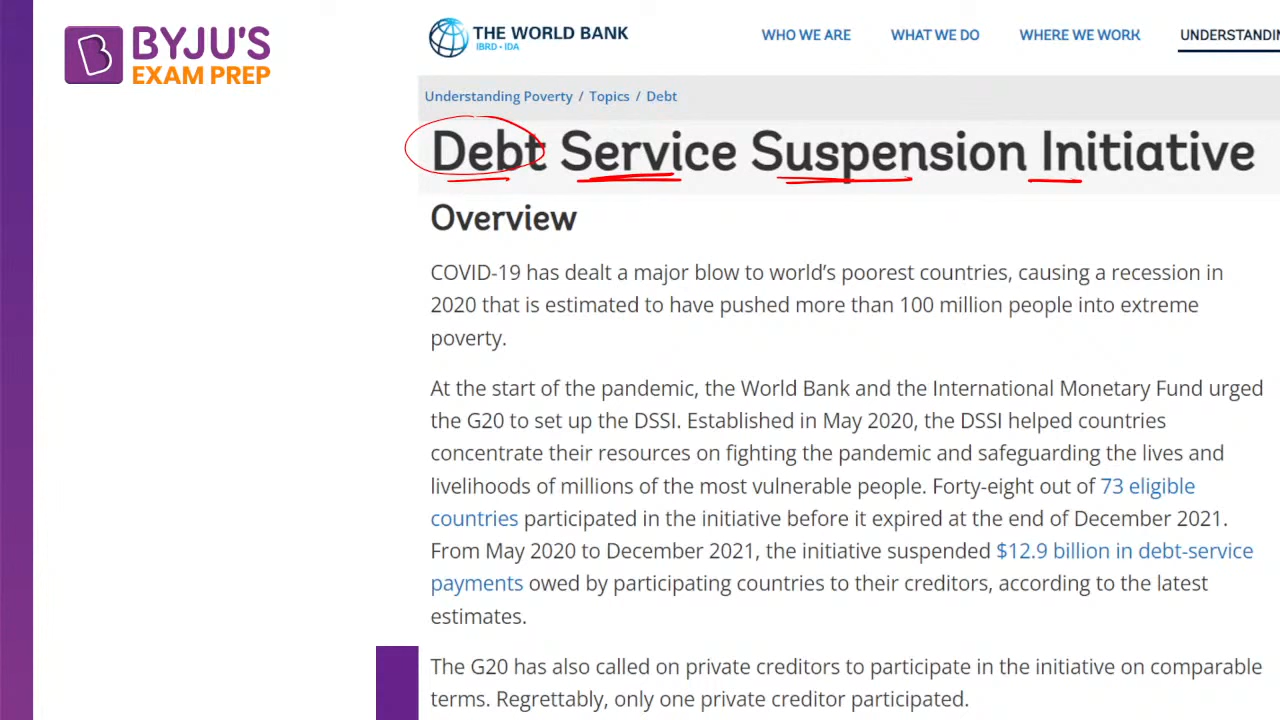 BYJU'S
EXAM PREP
THE WORLD BANK
IBRD • IDA
WHO WE ARE
WHAT WE DO
WHERE WE WORK
UNDERSTANDIN
Understanding Poverty / Topics / Debt
Debt Service Suspension Initiative
Overview
COVID-19 has dealt a major blow to world's poorest countries, causing a recession in
2020 that is estimated to have pushed more than 100 million people into extreme
poverty.
At the start of the pandemic, the World Bank and the International Monetary Fund urged
the G20 to set up the DSSI. Established in May 2020, the DSSI helped countries
concentrate their resources on fighting the pandemic and safeguarding the lives and
livelihoods of millions of the most vulnerable people. Forty-eight out of 73 eligible
countries participated in the initiative before it expired at the end of December 2021.
From May 2020 to December 2021, the initiative suspended $12.9 billion in debt-service
payments owed by participating countries to their creditors, according to the latest
estimates.
The G20 has also called on private creditors to participate in the initiative on comparable
terms. Regrettably, only one private creditor participated.